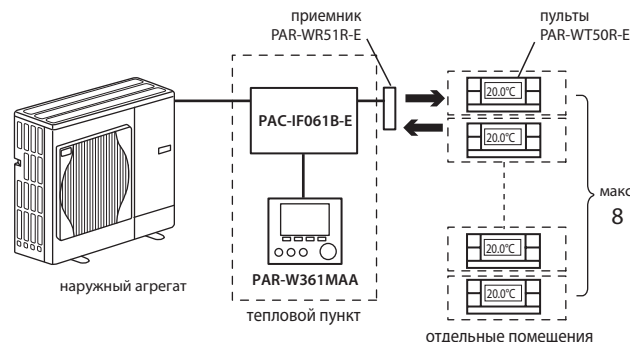 приемник
PAR-WR51R-E
пульты
PAR-WT50R-E
PAC-IF061B-E
20.0°C
20.0°C
макс
8
20.0°C
20.0°C
PAR-W361MAA
наружный агрегат
тепловой пункт
отдельные помещения